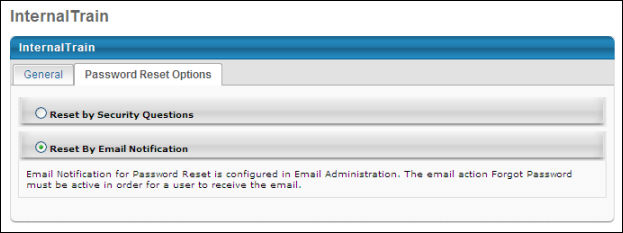 InternalTrain
InternalTrain
General Password Reset Options
Reset by Security Questions
Reset By Email Notification
Email Notification for Password Reset is configured in Email Administration. The email action Forgot Password
must be active in order for a user to receive the email.